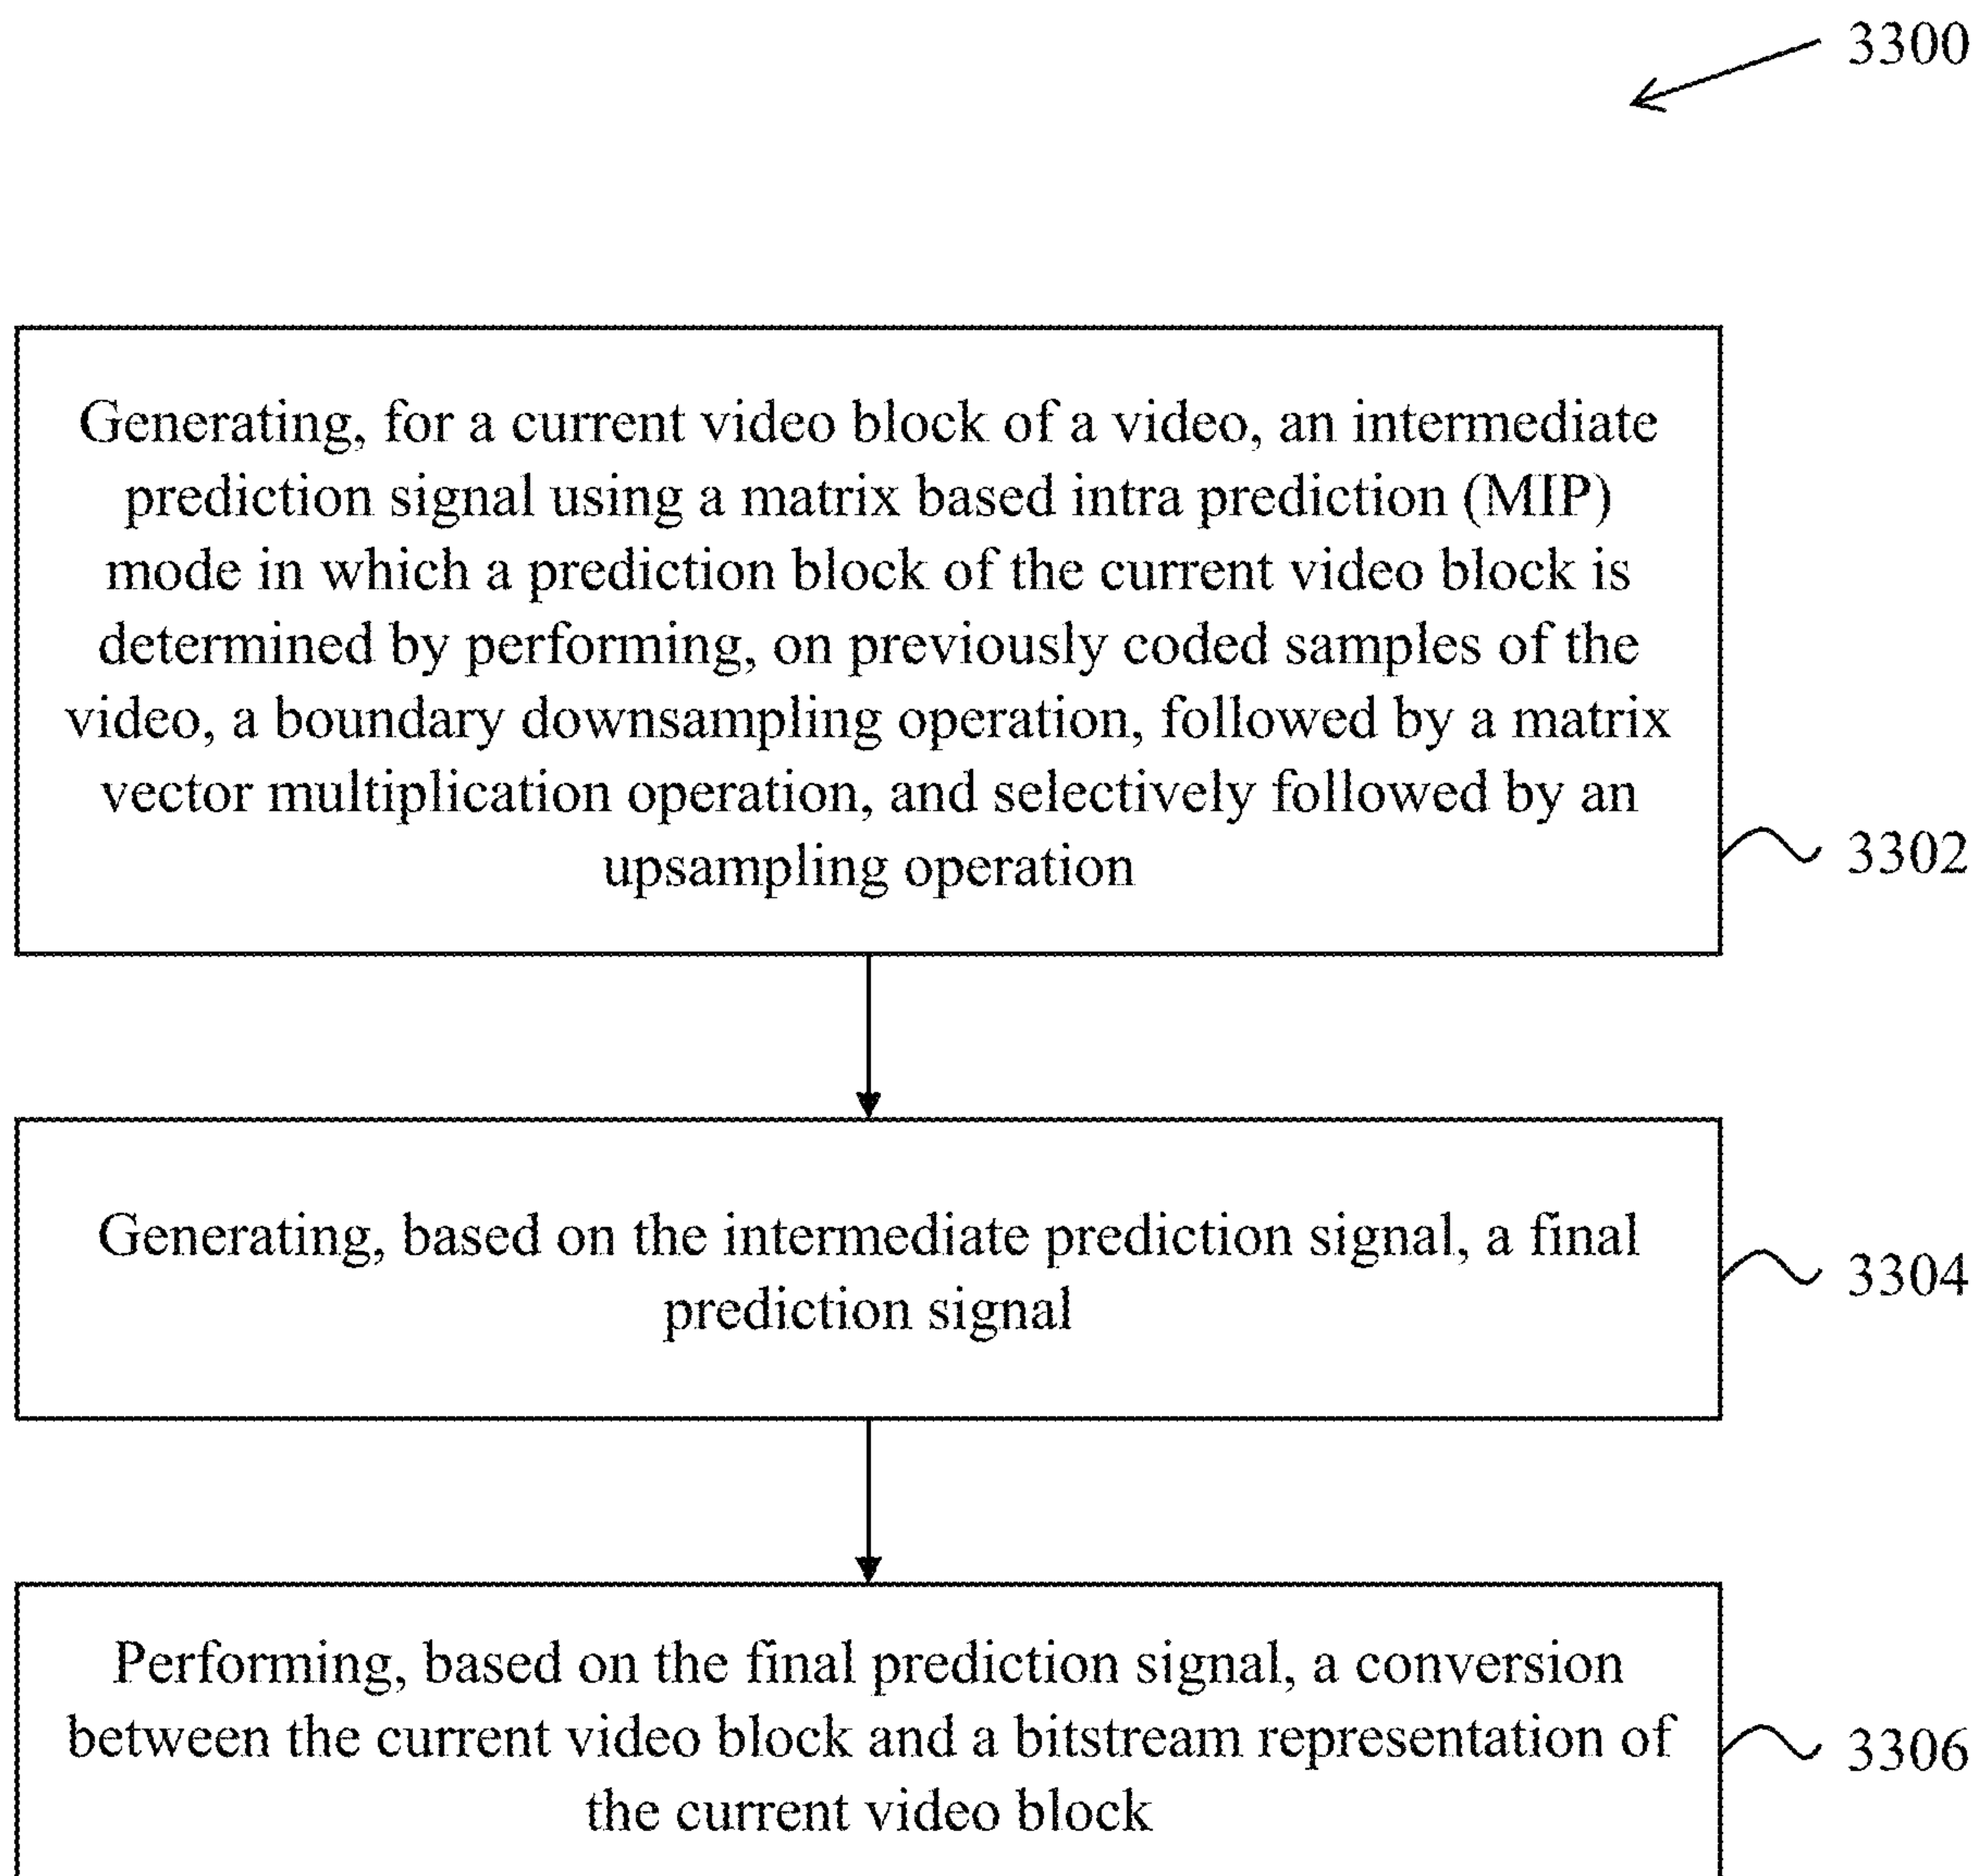 3300
Generating, for a current video block of a video, an intermediate
prediction signal using a matrix based intra prediction (MIP)
mode in which a prediction block of the current video block is
determined by performing, on previously coded samples of the
video, a boundary downsampling operation, followed by a matrix
vector multiplication operation, and selectively followed by an
upsampling operation
3302
Generating, based on the intermediate prediction signal, a final
prediction signal
3304
Performing, based on the final prediction signal, a conversion
between the current video block and a bitstream representation of
the current video block
3306